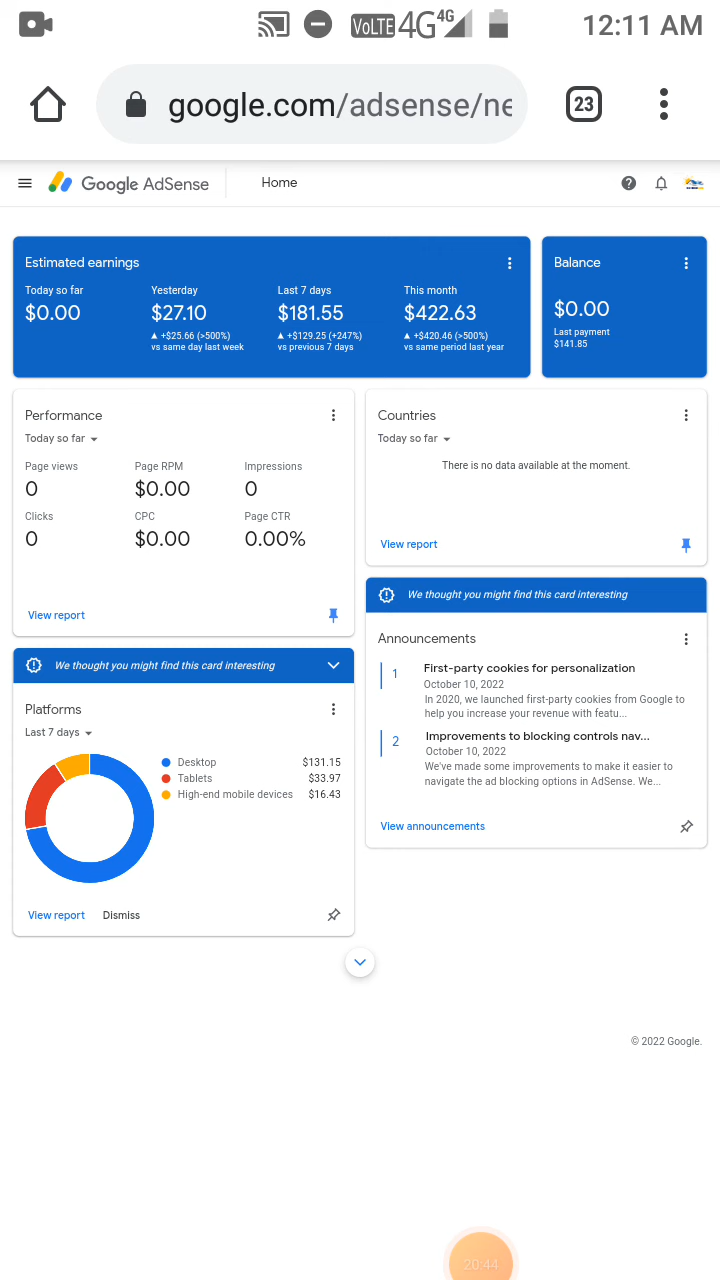 VoLTE 4G 4G 12:11 AM
google.com/adsense/ne
23
Google AdSense
Home
Estimated earnings
Today so far
$0.00
Yesterday
$27.10
+$25.66 (>500%)
vs same day last week
Last 7 days
$181.55
+$129.25 (+247%)
vs previous 7 days
This month
$422.63
+$420.46 (>500%)
vs same period last year
Balance
$0.00
Last payment
$141.85
Performance
Today so far
Page views
0
Page RPM
$0.00
Impressions
0
Clicks
0
CPC
$0.00
Page CTR
0.00%
View report
Countries
Today so far
There is no data available at the moment.
View report
We thought you might find this card interesting
Platforms
Last 7 days
Desktop $131.15
Tablets $33.97
High-end mobile devices $16.43
View report Dismiss
We thought you might find this card interesting
Announcements
1 First-party cookies for personalization
October 10, 2022
In 2020, we launched first-party cookies from Google to
help you increase your revenue with featu...
2 Improvements to blocking controls nav...
October 10, 2022
We've made some improvements to make it easier to
navigate the ad blocking options in AdSense. We...
View announcements
© 2022 Google.
20:44